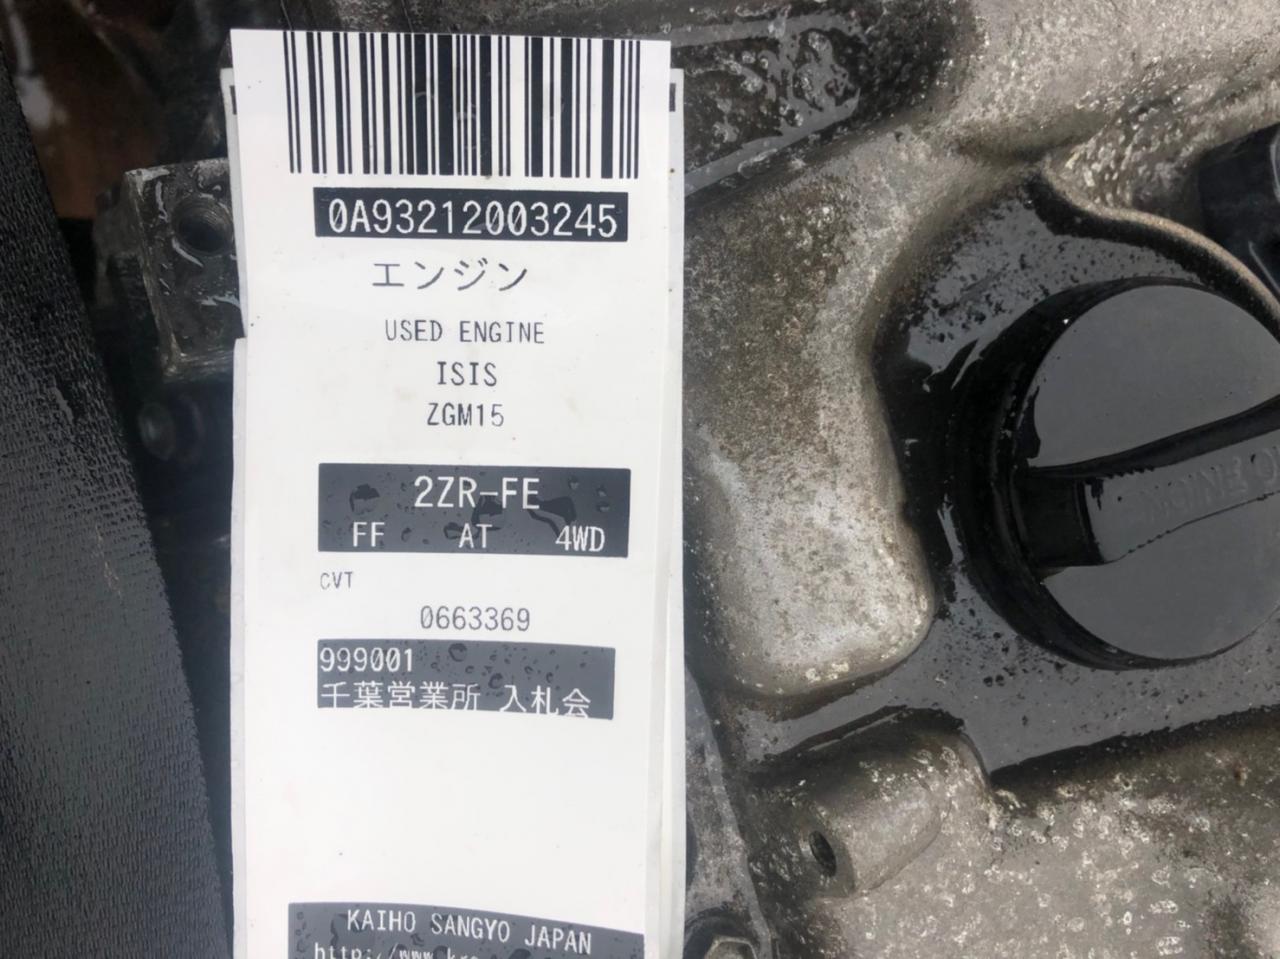 0A93212003245
エンジン
USED ENGINE
ISIS
ZGM15
2ZR-FE
FF AT 4WD
CVT
0663369
999001
千葉営業所 入札会
KAIHO SANGYO JAPAN